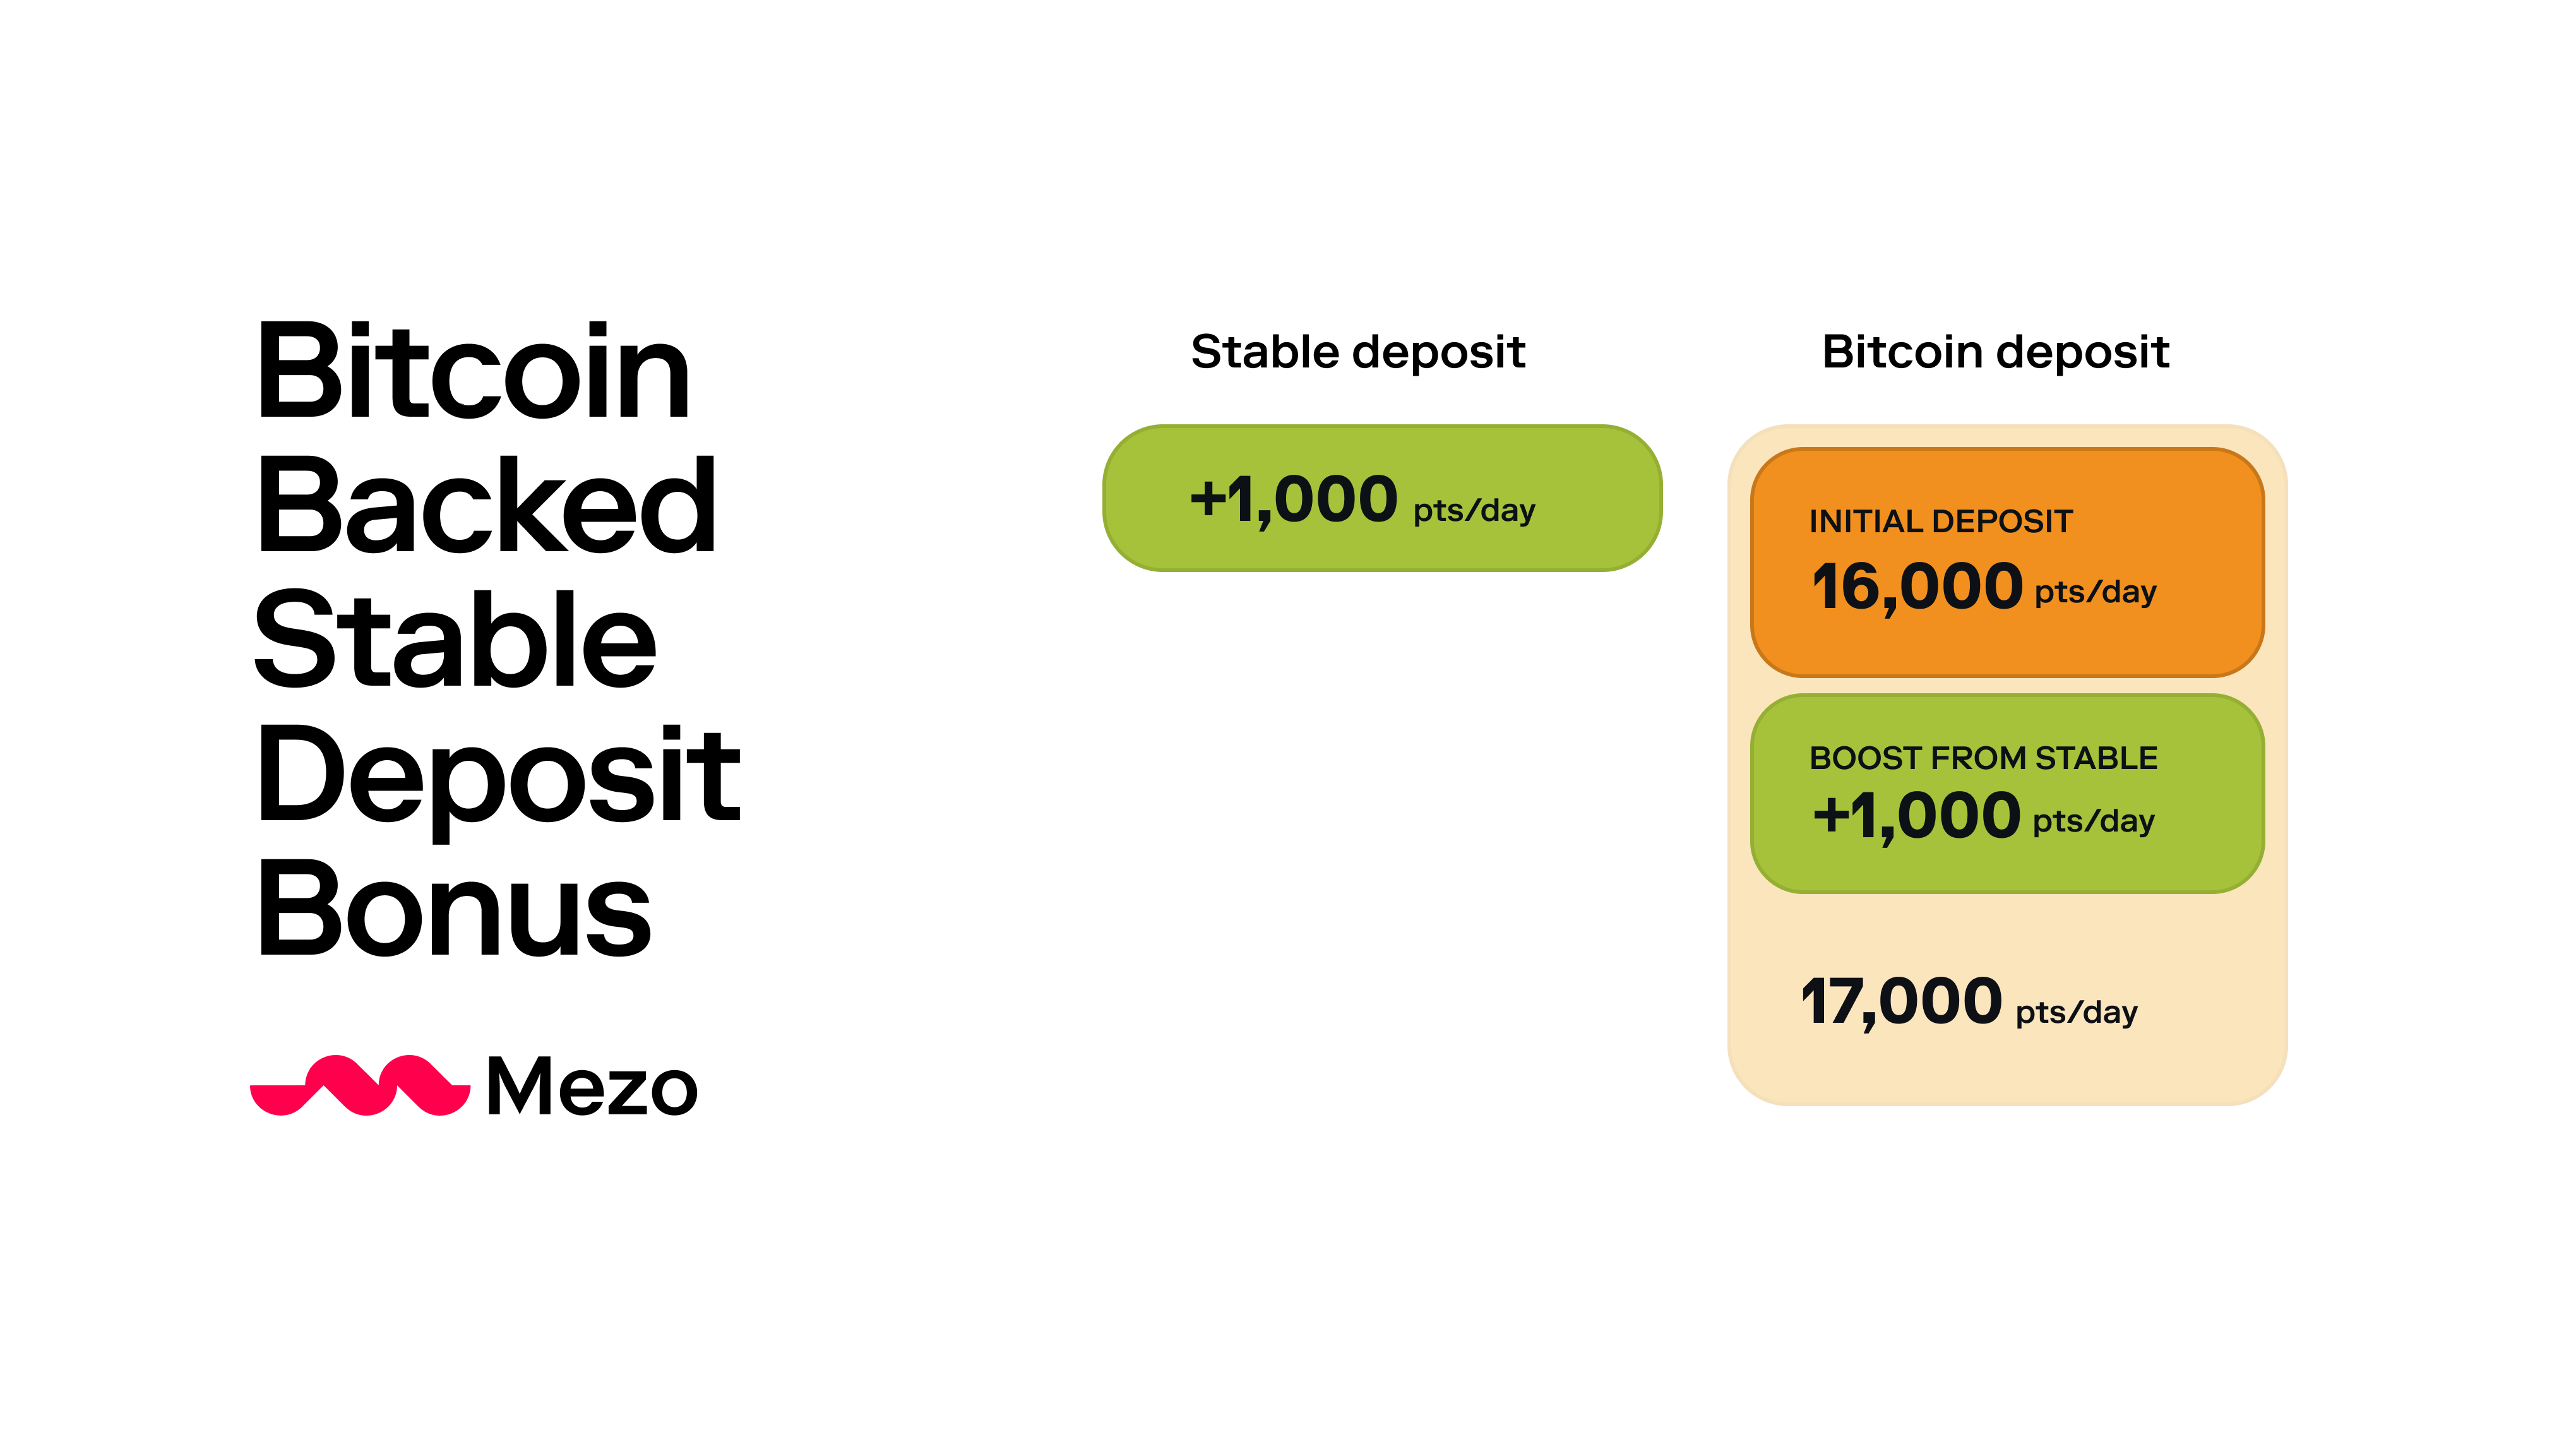 Bitcoin
Backed
Stable
Deposit
Bonus
Mezo
Stable deposit
+1,000 pts/day
Bitcoin deposit
INITIAL DEPOSIT
16,000 pts/day
BOOST FROM STABLE
+1,000 pts/day
17,000 pts/day